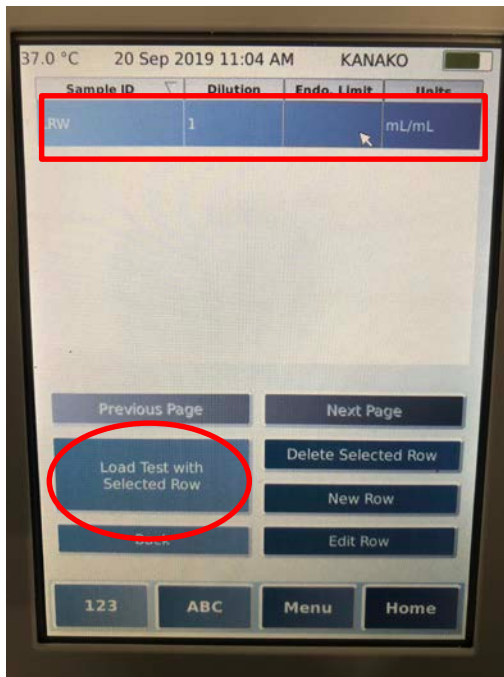 37.0 °C 20 Sep 2019 11:04 AM KANAKO
Sample ID Dilution Endo. Limit Units
LRW 1 mL/mL
Previous Page Next Page
Load Test with
Selected Row
Delete Selected Row
New Row
Back Edit Row
123 ABC Menu Home